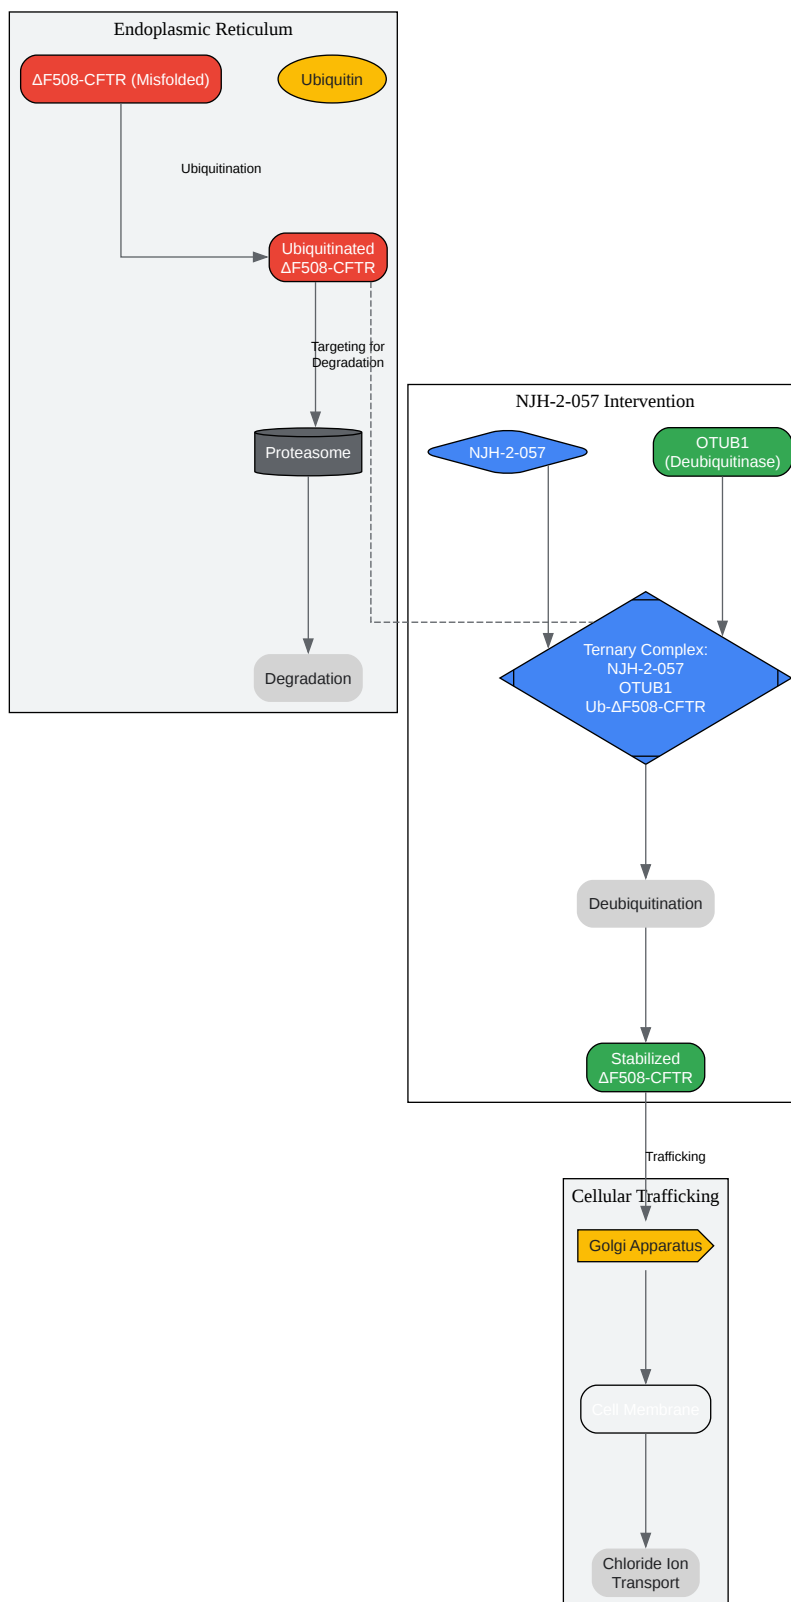 Endoplasmic Reticulum
ΔF508-CFTR (Misfolded)
Ubiquitin
Ubiquitination
Ubiquitinated
ΔF508-CFTR
Targeting for
Degradation
Proteasome
Degradation
NJH-2-057 Intervention
NJH-2-057
OTUB1
(Deubiquitinase)
Ternary Complex:
NJH-2-057
OTUB1
Ub-ΔF508-CFTR
Deubiquitination
Stabilized
ΔF508-CFTR
Trafficking
Cellular Trafficking
Golgi Apparatus
Cell Membrane
Chloride Ion
Transport